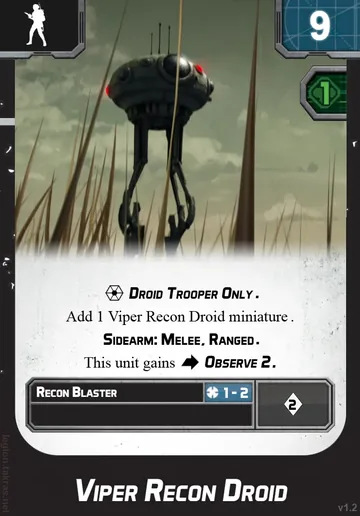 9
1
DROID TROOPER ONLY.
Add 1 Viper Recon Droid miniature.
SIDEARM: MELEE, RANGED.
This unit gains OBSERVE 2.
RECON BLASTER 1-2 2
VIPER RECON DROID
v1.2